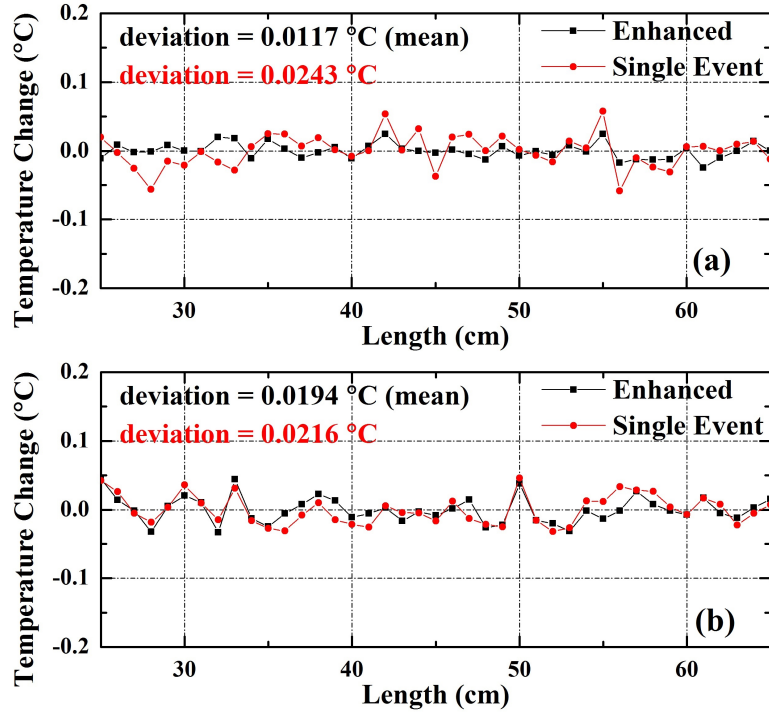 deviation = 0.0117 °C (mean)
deviation = 0.0243 °C
Enhanced
Single Event
Temperature Change (°C)
0.2
0.1
0.0
-0.1
-0.2
(a)
30
40
50
60
Length (cm)
deviation = 0.0194 °C (mean)
deviation = 0.0216 °C
Enhanced
Single Event
Temperature Change (°C)
0.2
0.1
0.0
-0.1
-0.2
(b)
30
40
50
60
Length (cm)